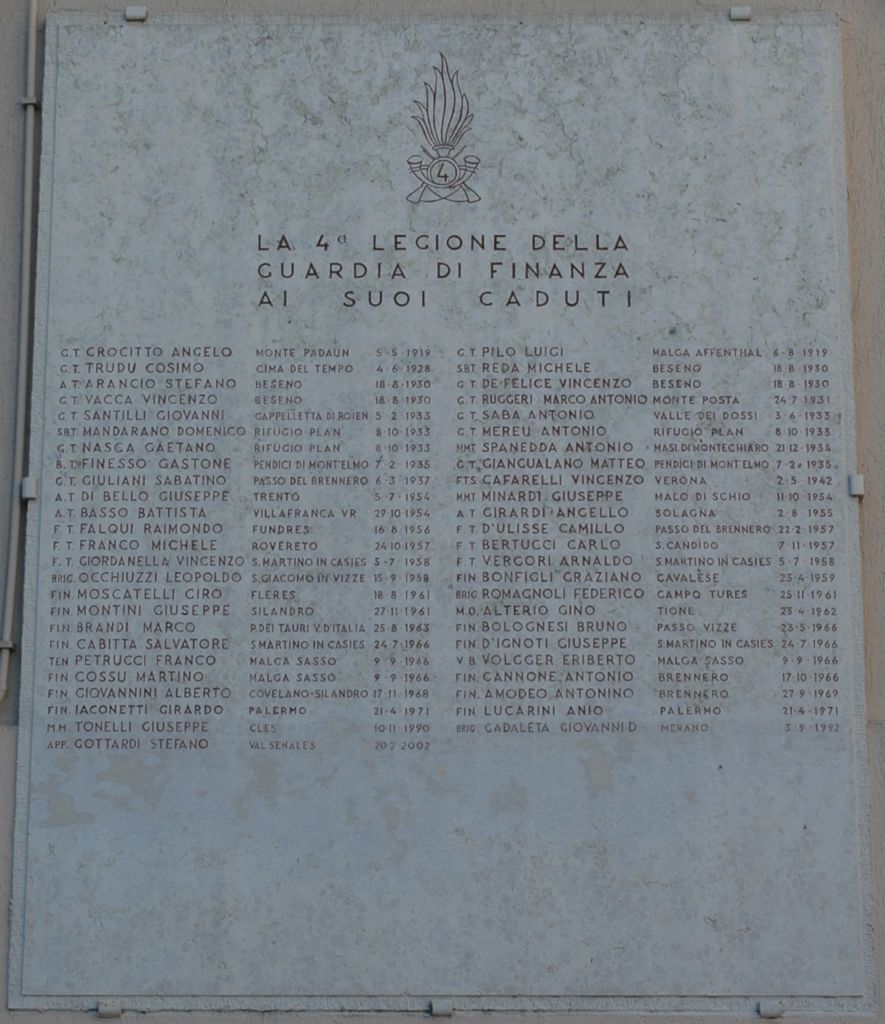 4
LA 4ª LEGIONE DELLA
GUARDIA DI FINANZA
AI SUOI CADUTI
G.T. CROCITTO ANGELO MONTE PADAUN 5·5·1919
G.T. TRUDU COSIMO CIMA DEL TEMPO 4·6·1928
A.T. ARANCIO STEFANO BESENO 18·8·1930
G.T. VACCA VINCENZO BESENO 18·8·1930
G.T. SANTILLI GIOVANNI CAPPELLETTA DI ROIEN 5·2·1933
SBT. MANDARANO DOMENICO RIFUGIO PLAN 8·10·1933
G.T. NASCA GAETANO RIFUGIO PLAN 8·10·1933
B.T. FINESSO GASTONE PENDICI DI MONT'ELMO 7·2·1935
G.T. GIULIANI SABATINO PASSO DEL BRENNERO 6·3·1937
A.T. DI BELLO GIUSEPPE TRENTO 5·7·1954
A.T. BASSO BATTISTA VILLAFRANCA VR 29·10·1954
F.T. FALQUI RAIMONDO FUNDRES 16·8·1956
F.T. FRANCO MICHELE ROVERETO 24·10·1957
F.T. GIORDANELLA VINCENZO S.MARTINO IN CASIES 5·7·1958
BRIG. OCCHIUZZI LEOPOLDO S.GIACOMO IN VIZZE 15·9·1958
FIN. MOSCATELLI CIRO FLERES 18·8·1961
FIN. MONTINI GIUSEPPE SILANDRO 27·11·1961
FIN. BRANDI MARCO P.DEI TAURI V.D'ITALIA 25·8·1963
FIN. CABITTA SALVATORE S.MARTINO IN CASIES 24·7·1966
TEN. PETRUCCI FRANCO MALGA SASSO 9·9·1966
FIN. COSSU MARTINO MALGA SASSO 9·9·1966
FIN. GIOVANNINI ALBERTO COVELANO-SILANDRO 17·11·1968
FIN. IACONETTI GIRARDO PALERMO 21·4·1971
M.M. TONELLI GIUSEPPE CLES 10·11·1990
APP. GOTTARDI STEFANO VAL SENALES 20·2·2002
G.T. PILO LUIGI MALGA AFFENTHAL 6·8·1919
SBT. REDA MICHELE BESENO 18·8·1930
G.T. DE FELICE VINCENZO BESENO 18·8·1930
G.T. RUGGERI MARCO ANTONIO MONTE POSTA 24·7·1931
G.T. SABA ANTONIO VALLE DEI DOSSI 3·6·1933
G.T. MEREU ANTONIO RIFUGIO PLAN 8·10·1933
MMT SPANEDDA ANTONIO MASI DI MONTECHIARO 21·12·1934
G.T. GIANGUALANO MATTEO PENDICI DI MONT'ELMO 7·2·1935
FTS. CAFARELLI VINCENZO VERONA 2·5·1942
MMT MINARDI GIUSEPPE MALO DI SCHIO 11·10·1954
A.T. GIRARDI ANGELLO SOLAGNA 2·8·1955
F.T. D'ULISSE CAMILLO PASSO DEL BRENNERO 22·2·1957
F.T. BERTUCCI CARLO S.CANDIDO 7·11·1957
F.T. VERGORI ARNALDO S.MARTINO IN CASIES 5·7·1958
FIN. BONFIGLI GRAZIANO CAVALESE 23·4·1959
BRIG. ROMAGNOLI FEDERICO CAMPO TURES 25·11·1961
M.O. ALTERIO GINO TIONE 23·4·1962
FIN. BOLOGNESI BRUNO PASSO VIZZE 23·5·1966
FIN. D'IGNOTI GIUSEPPE S.MARTINO IN CASIES 24·7·1966
V.B. VOLGGER ERIBERTO MALGA SASSO 9·9·1966
FIN. CANNONE ANTONIO BRENNERO 17·10·1966
FIN. AMODEO ANTONINO BRENNERO 27·9·1969
FIN. LUCARINI ANIO PALERMO 21·4·1971
BRIG. GADALETA GIOVANNI D. MERANO 3·9·1992